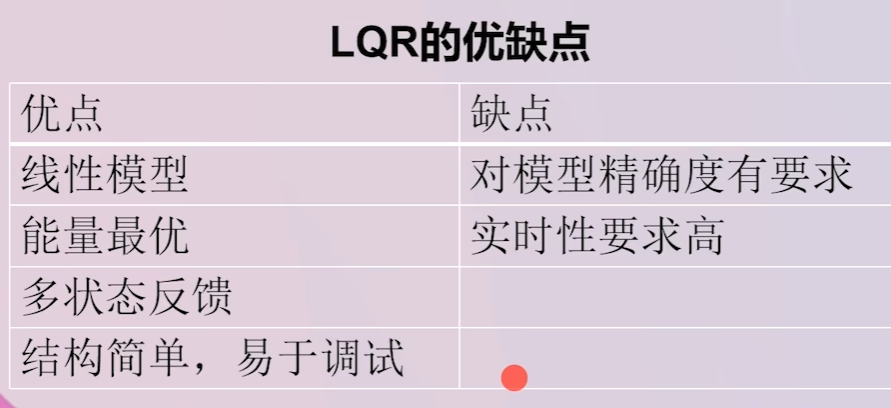 LQR的优缺点
优点 缺点
线性模型 对模型精确度有要求
能量最优 实时性要求高
多状态反馈
结构简单，易于调试